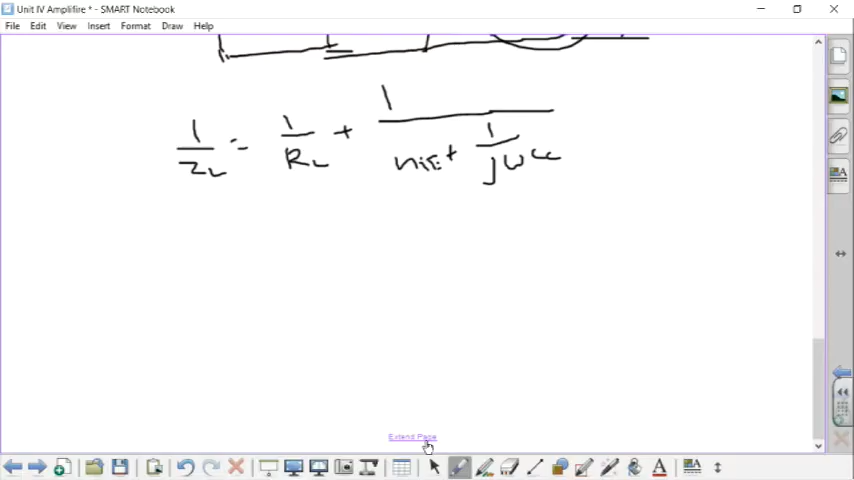 Unit IV Amplifire * - SMART Notebook
File Edit View Insert Format Draw Help
1/ZL = 1/RL + 1/(hie + 1/jωCc)
Extend Page